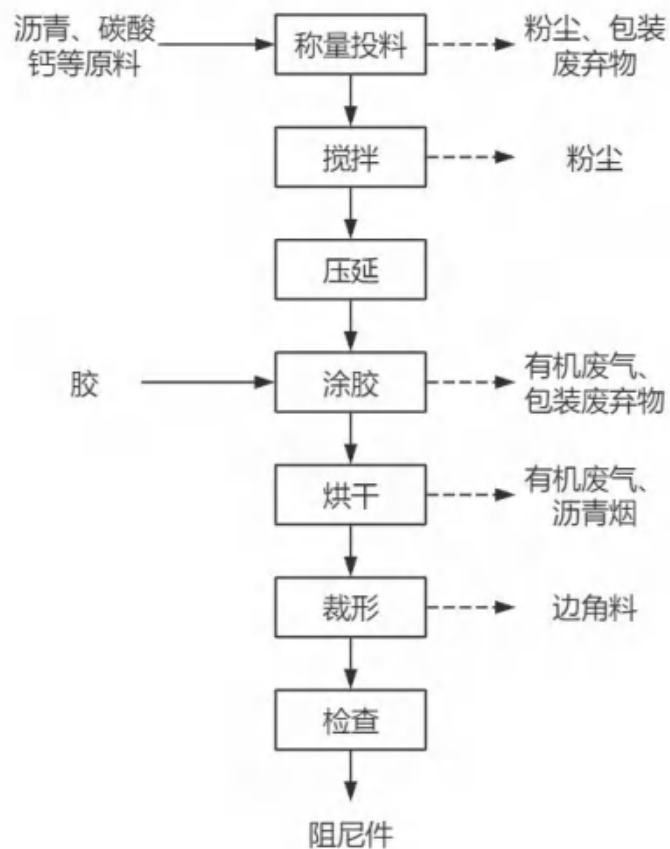 沥青、碳酸
钙等原料
称量投料
粉尘、包装
废弃物
搅拌
粉尘
压延
胶
涂胶
有机废气、
包装废弃物
烘干
有机废气、
沥青烟
裁形
边角料
检查
阻尼件